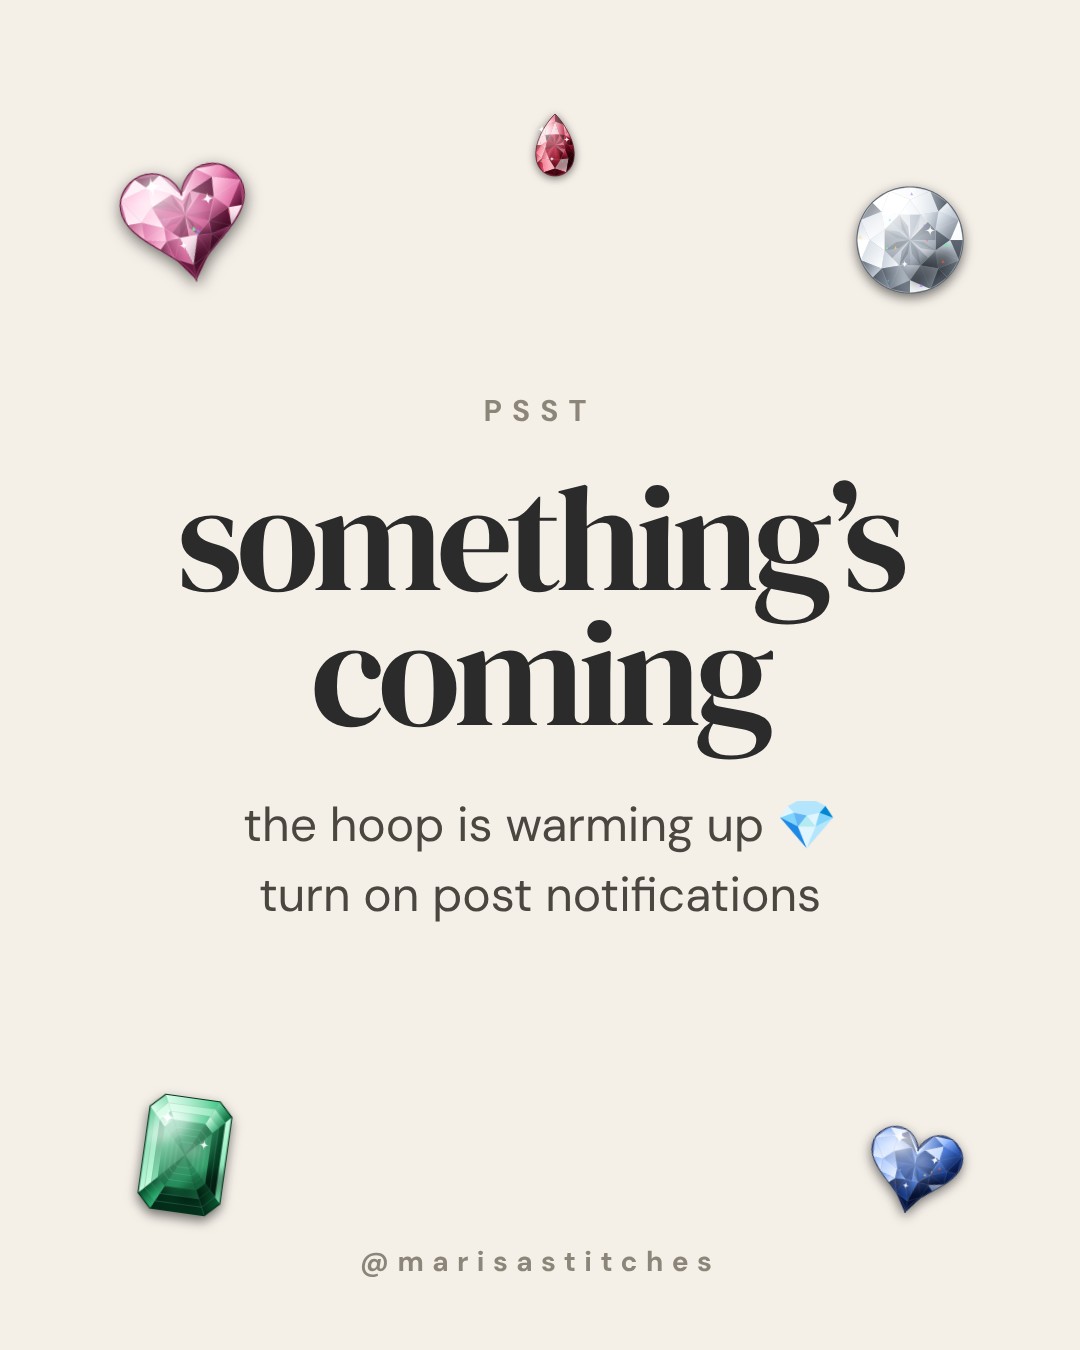 PSST
something’s
coming
the hoop is warming up 💎
turn on post notifications
@marisastitches